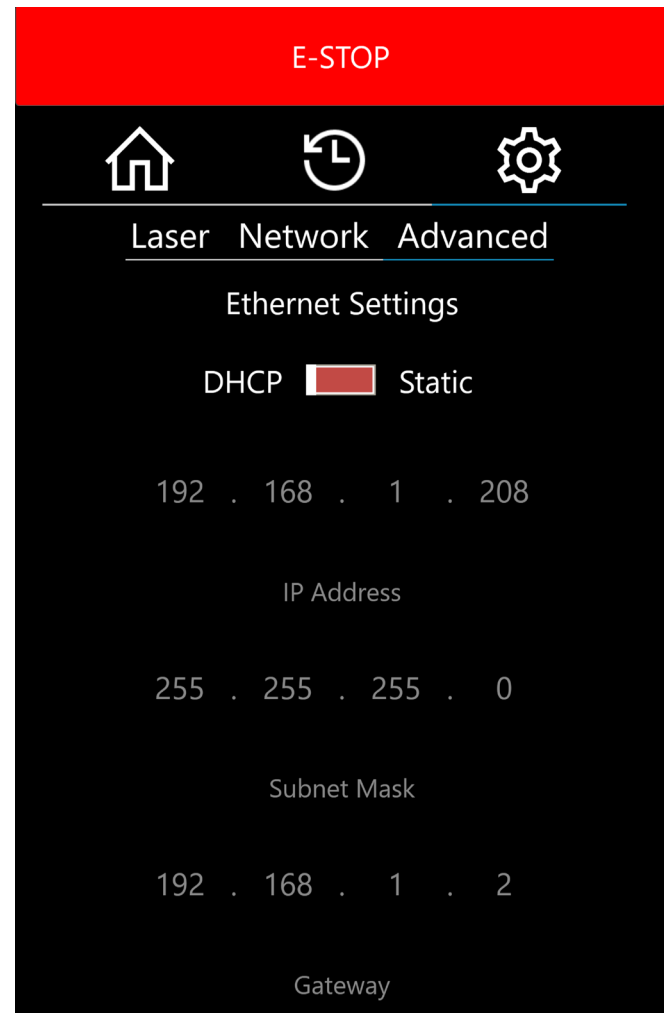 E-STOP
Laser Network Advanced
Ethernet Settings
DHCP Static
192 . 168 . 1 . 208
IP Address
255 . 255 . 255 . 0
Subnet Mask
192 . 168 . 1 . 2
Gateway